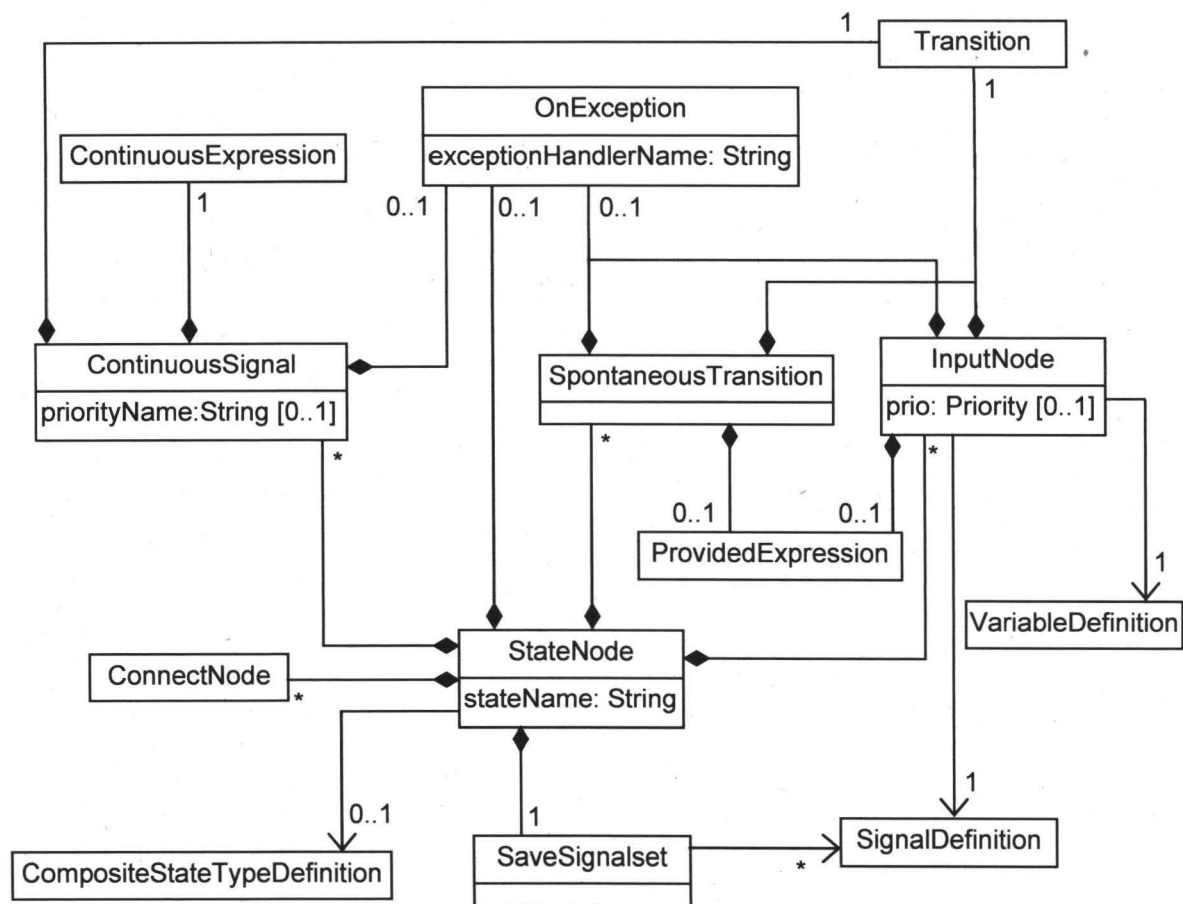 1
Transition
1
OnException
exceptionHandlerName: String
ContinuousExpression
1
0..1
0..1
0..1
ContinuousSignal
priorityName:String [0..1]
SpontaneousTransition
InputNode
prio: Priority [0..1]
*
*
*
0..1
0..1
ProvidedExpression
1
VariableDefinition
StateNode
stateName: String
ConnectNode
*
0..1
1
1
SaveSignalset
*
SignalDefinition
CompositeStateTypeDefinition